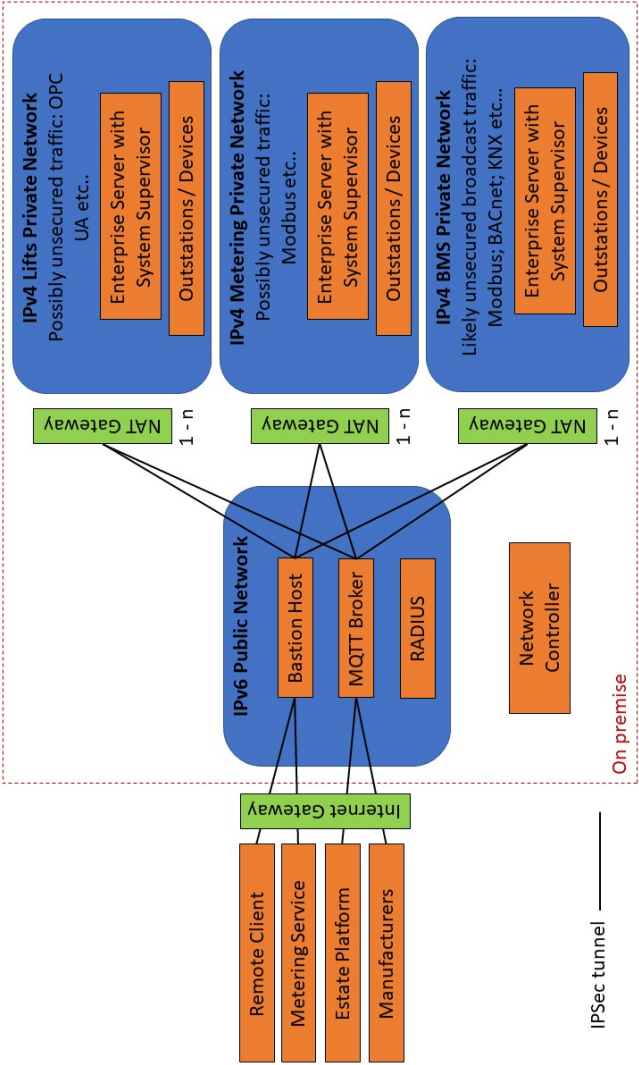 Remote Client
Metering Service
Estate Platform
Manufacturers
Internet Gateway
IPSec tunnel
On premise
IPv6 Public Network
Bastion Host
MQTT Broker
RADIUS
Network
Controller
NAT Gateway
1 - n
NAT Gateway
1 - n
NAT Gateway
1 - n
IPv4 Lifts Private Network
Possibly unsecured traffic: OPC
UA etc..
Enterprise Server with
System Supervisor
Outstations / Devices
IPv4 Metering Private Network
Possibly unsecured traffic:
Modbus etc..
Enterprise Server with
System Supervisor
Outstations / Devices
IPv4 BMS Private Network
Likely unsecured broadcast traffic:
Modbus; BACnet; KNX etc...
Enterprise Server with
System Supervisor
Outstations / Devices